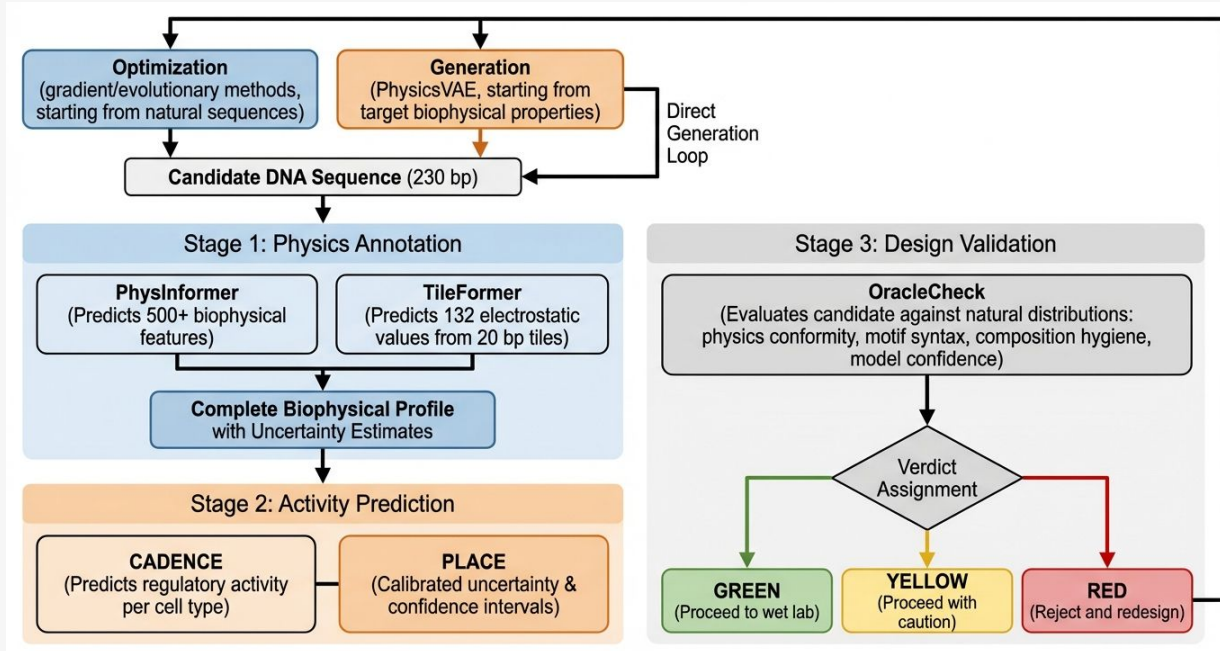 Optimization
(gradient/evolutionary methods,
starting from natural sequences)
Generation
(PhysicsVAE, starting from
target biophysical properties)
Direct
Generation
Loop
Candidate DNA Sequence (230 bp)
Stage 1: Physics Annotation
PhysInformer
(Predicts 500+ biophysical
features)
TileFormer
(Predicts 132 electrostatic
values from 20 bp tiles)
Complete Biophysical Profile
with Uncertainty Estimates
Stage 2: Activity Prediction
CADENCE
(Predicts regulatory activity
per cell type)
PLACE
(Calibrated uncertainty &
confidence intervals)
Stage 3: Design Validation
OracleCheck
(Evaluates candidate against natural distributions:
physics conformity, motif syntax, composition hygiene,
model confidence)
Verdict
Assignment
GREEN
(Proceed to wet lab)
YELLOW
(Proceed with
caution)
RED
(Reject and redesign)